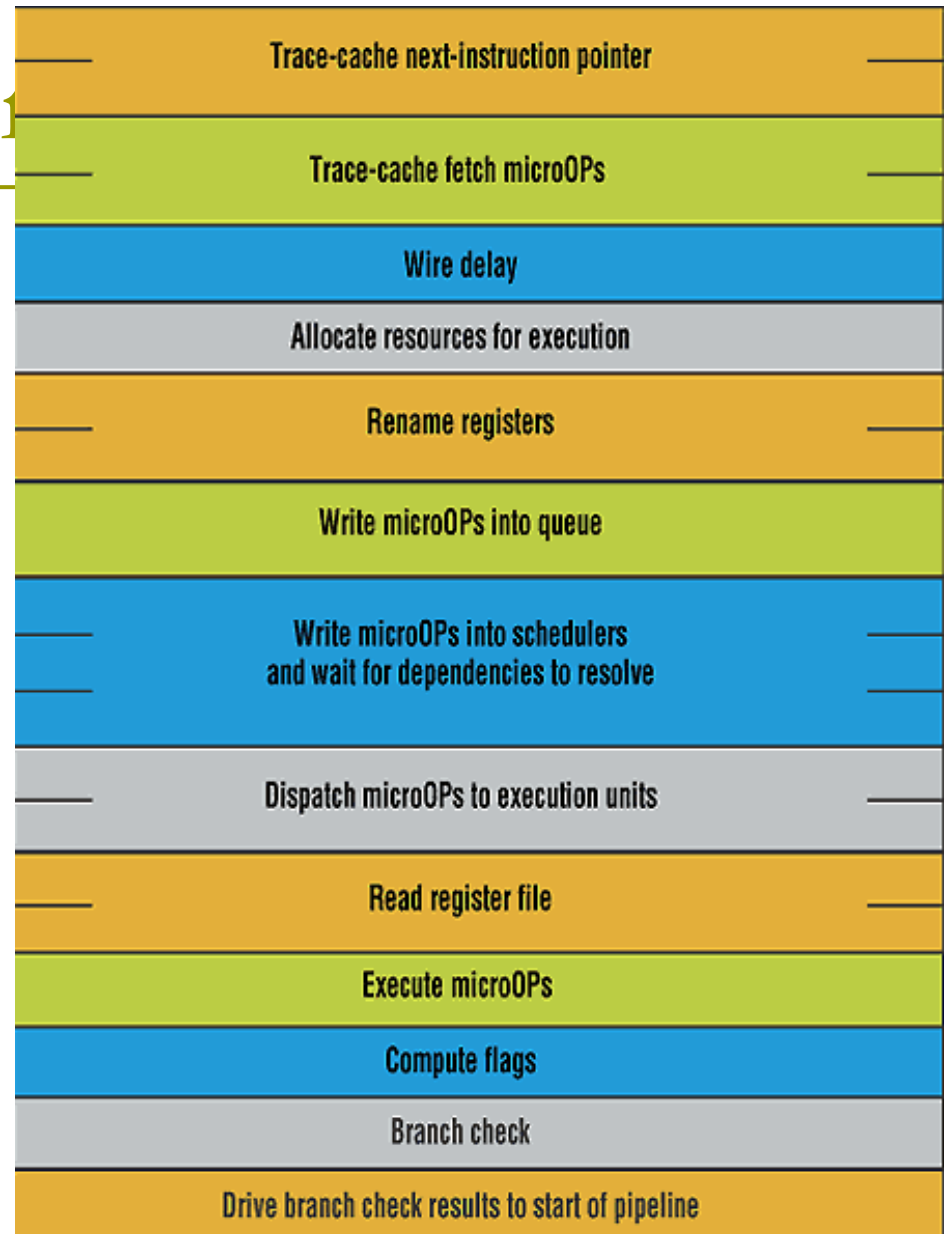 Trace-cache next-instruction pointer
Trace-cache fetch microOPs
Wire delay
Allocate resources for execution
Rename registers
Write microOPs into queue
Write microOPs into schedulers
and wait for dependencies to resolve
Dispatch microOPs to execution units
Read register file
Execute microOPs
Compute flags
Branch check
Drive branch check results to start of pipeline